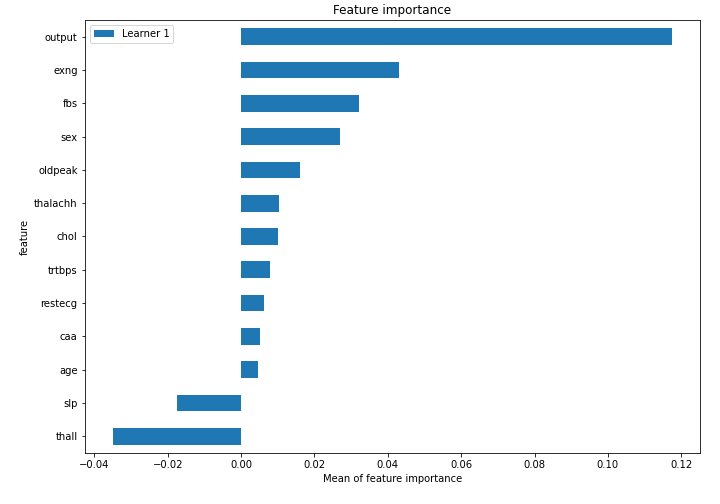 Feature importance
Learner 1
output
exng
fbs
sex
oldpeak
thalachh
chol
trtbps
restecg
caa
age
slp
thall
feature
−0.04 −0.02 0.00 0.02 0.04 0.06 0.08 0.10 0.12
Mean of feature importance